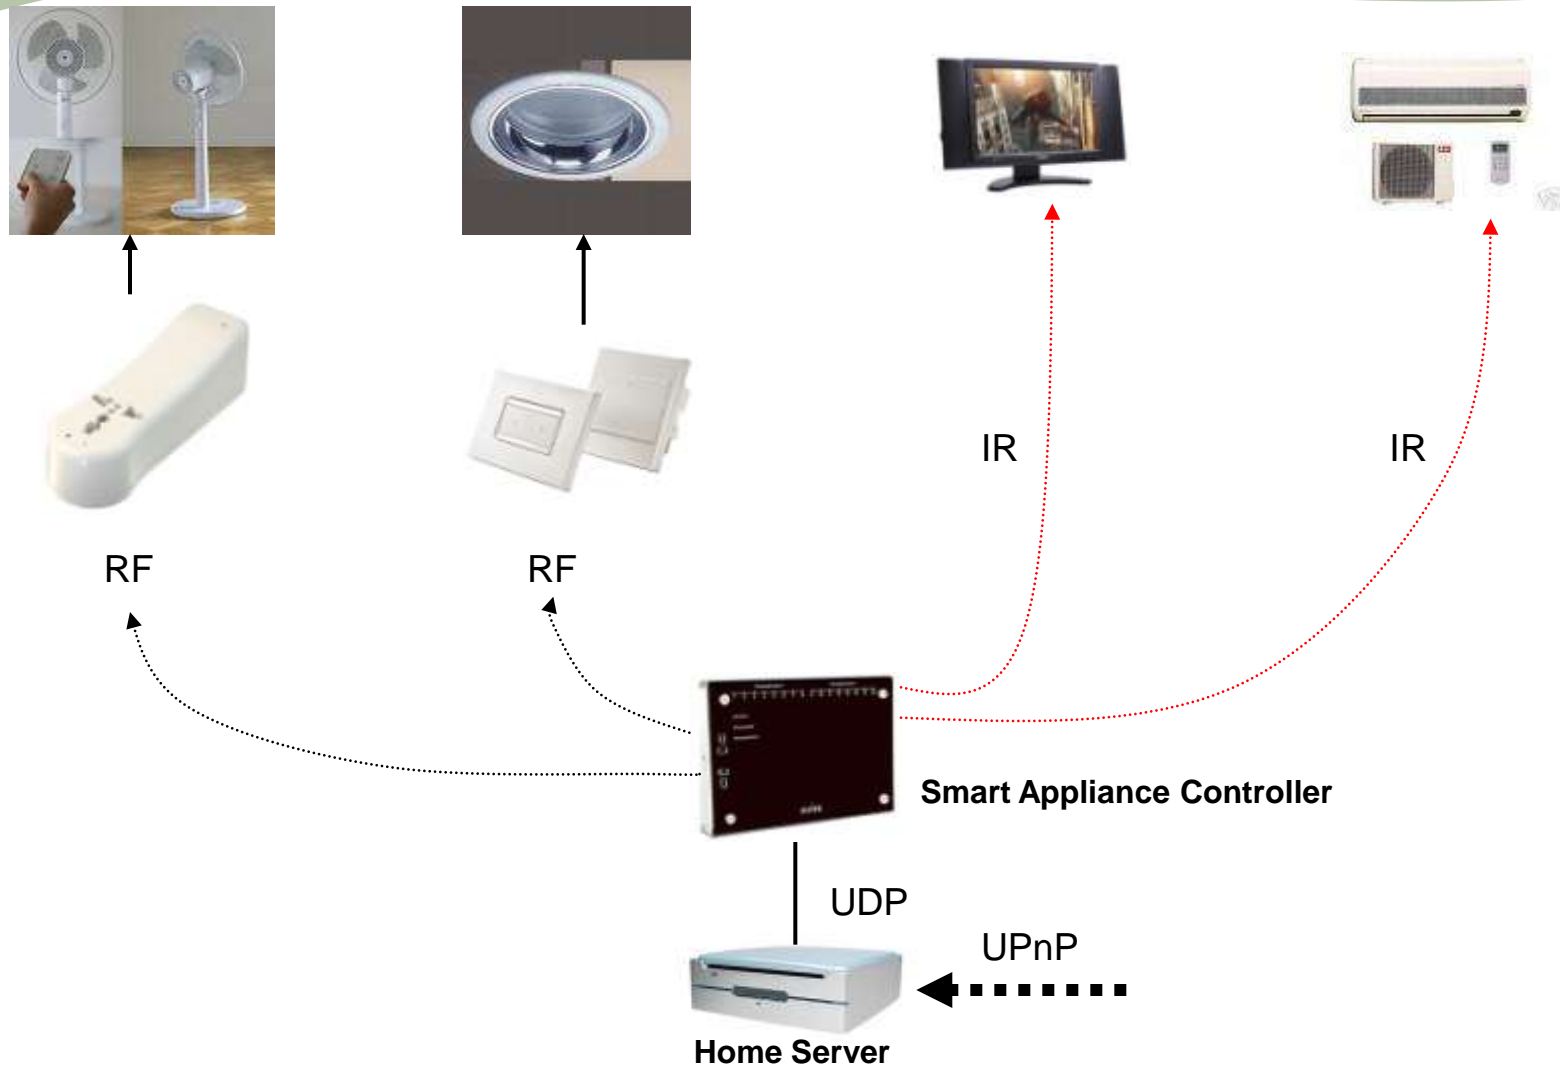 IR
IR
RF
RF
Smart Appliance Controller
UDP
UPnP
Home Server